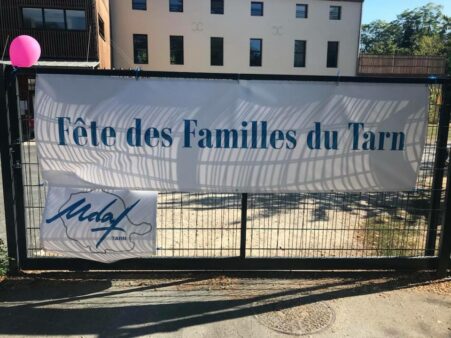 Fête des Familles du Tarn
Udaf
TARN